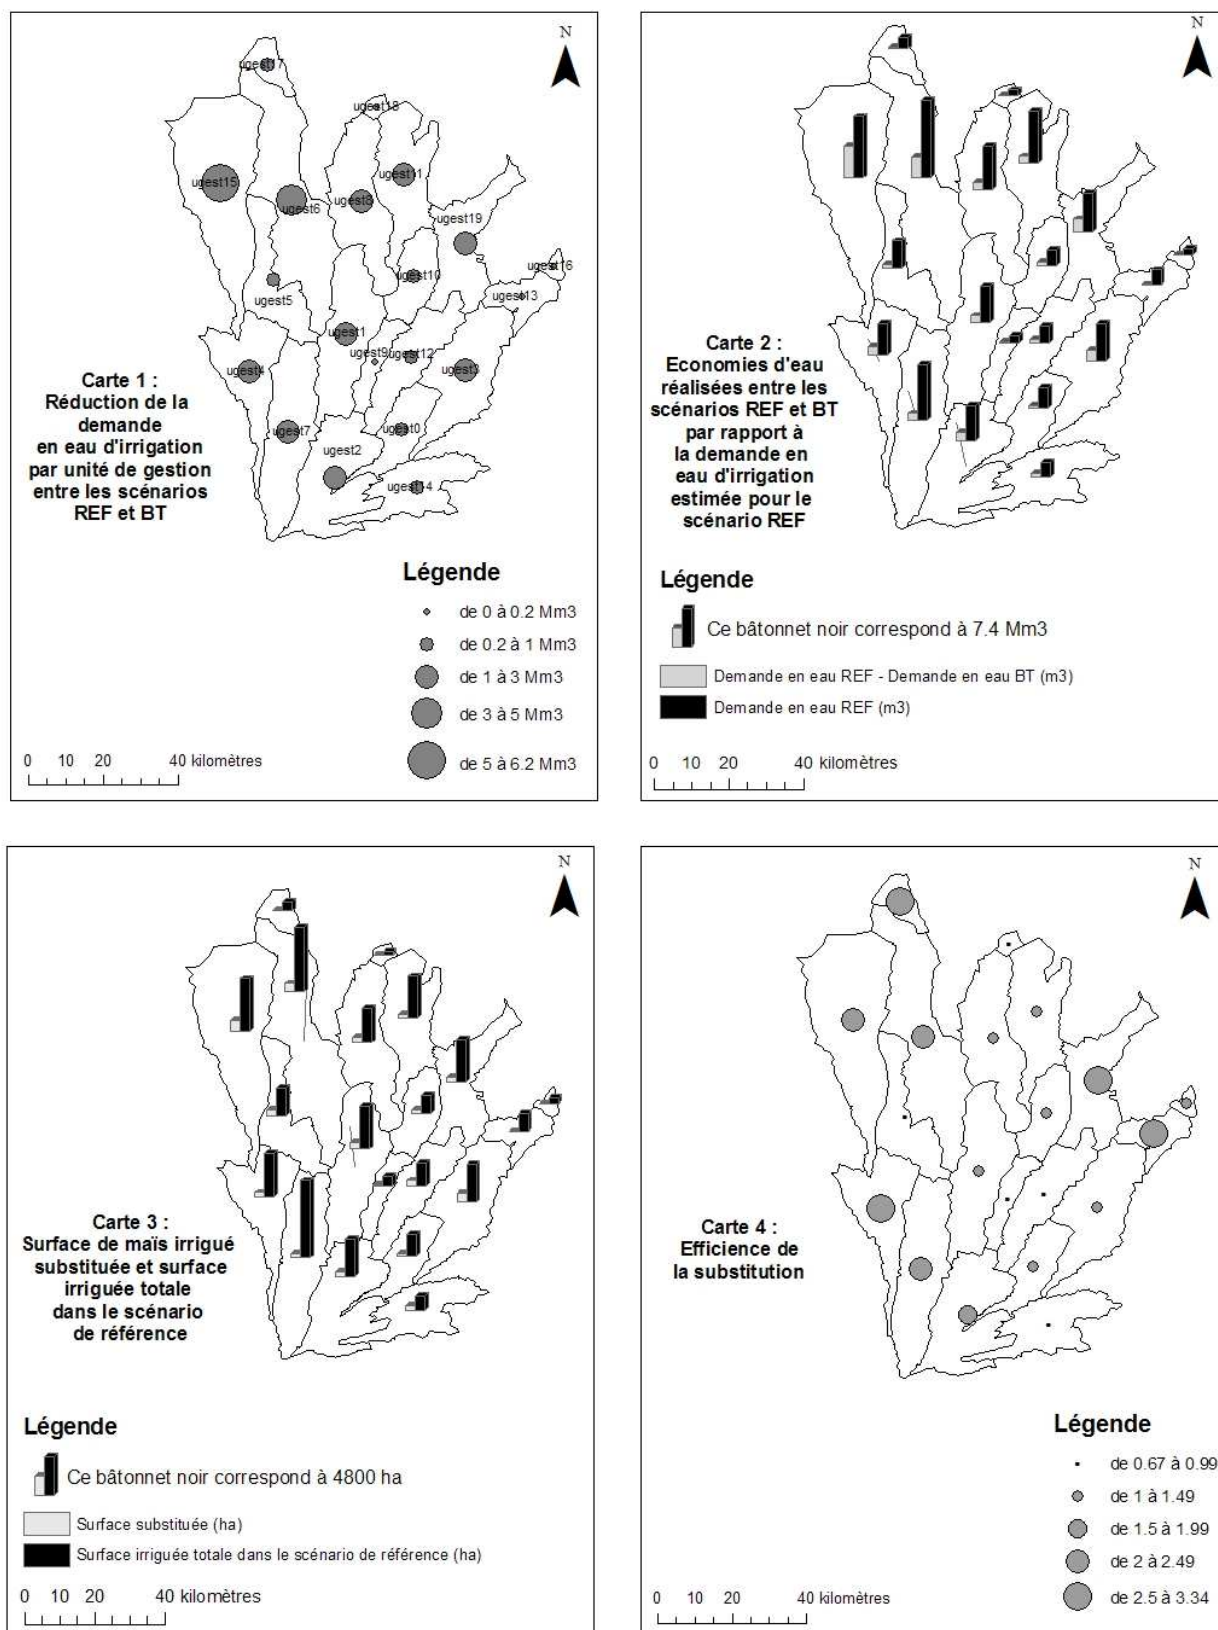 N
ugest17
ugest18
ugest15
ugest11
ugest6
ugest8
ugest19
ugest16
ugest10
ugest5
ugest13
ugest1
ugest9
ugest12
ugest4
ugest3
ugest7
ugest0
ugest2
ugest14
Carte 1 :
Réduction de la
demande
en eau d'irrigation
par unité de gestion
entre les scénarios
REF et BT
Légende
de 0 à 0.2 Mm3
de 0.2 à 1 Mm3
de 1 à 3 Mm3
de 3 à 5 Mm3
de 5 à 6.2 Mm3
0 10 20 40 kilomètres
N
Carte 2 :
Economies d'eau
réalisées entre les
scénarios REF et BT
par rapport à
la demande en
eau d'irrigation
estimée pour le
scénario REF
Légende
Ce bâtonnet noir correspond à 7.4 Mm3
Demande en eau REF - Demande en eau BT (m3)
Demande en eau REF (m3)
0 10 20 40 kilomètres
N
Carte 3 :
Surface de maïs irrigué
substituée et surface
irriguée totale
dans le scénario
de référence
Légende
Ce bâtonnet noir correspond à 4800 ha
Surface substituée (ha)
Surface irriguée totale dans le scénario de référence (ha)
0 10 20 40 kilomètres
N
Carte 4 :
Efficience de
la substitution
Légende
de 0.67 à 0.99
de 1 à 1.49
de 1.5 à 1.99
de 2 à 2.49
de 2.5 à 3.34
0 10 20 40 kilomètres